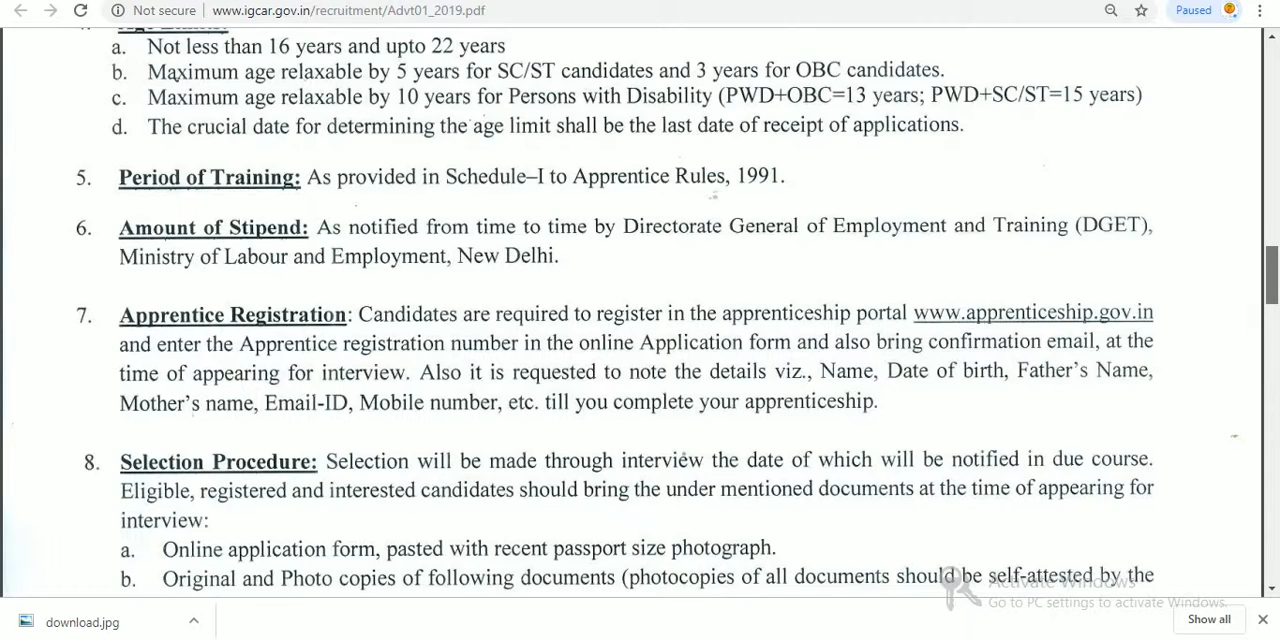 Not secure | www.igcar.gov.in/recruitment/Advt01_2019.pdf
Paused
a. Not less than 16 years and upto 22 years
b. Maximum age relaxable by 5 years for SC/ST candidates and 3 years for OBC candidates.
c. Maximum age relaxable by 10 years for Persons with Disability (PWD+OBC=13 years; PWD+SC/ST=15 years)
d. The crucial date for determining the age limit shall be the last date of receipt of applications.
5. Period of Training: As provided in Schedule–I to Apprentice Rules, 1991.
6. Amount of Stipend: As notified from time to time by Directorate General of Employment and Training (DGET),
Ministry of Labour and Employment, New Delhi.
7. Apprentice Registration: Candidates are required to register in the apprenticeship portal www.apprenticeship.gov.in
and enter the Apprentice registration number in the online Application form and also bring confirmation email, at the
time of appearing for interview. Also it is requested to note the details viz., Name, Date of birth, Father's Name,
Mother's name, Email-ID, Mobile number, etc. till you complete your apprenticeship.
8. Selection Procedure: Selection will be made through interview the date of which will be notified in due course.
Eligible, registered and interested candidates should bring the under mentioned documents at the time of appearing for
interview:
a. Online application form, pasted with recent passport size photograph.
b. Original and Photo copies of following documents (photocopies of all documents should be self-attested by the
Activate Windows
Go to PC settings to activate Windows.
download.jpg
Show all